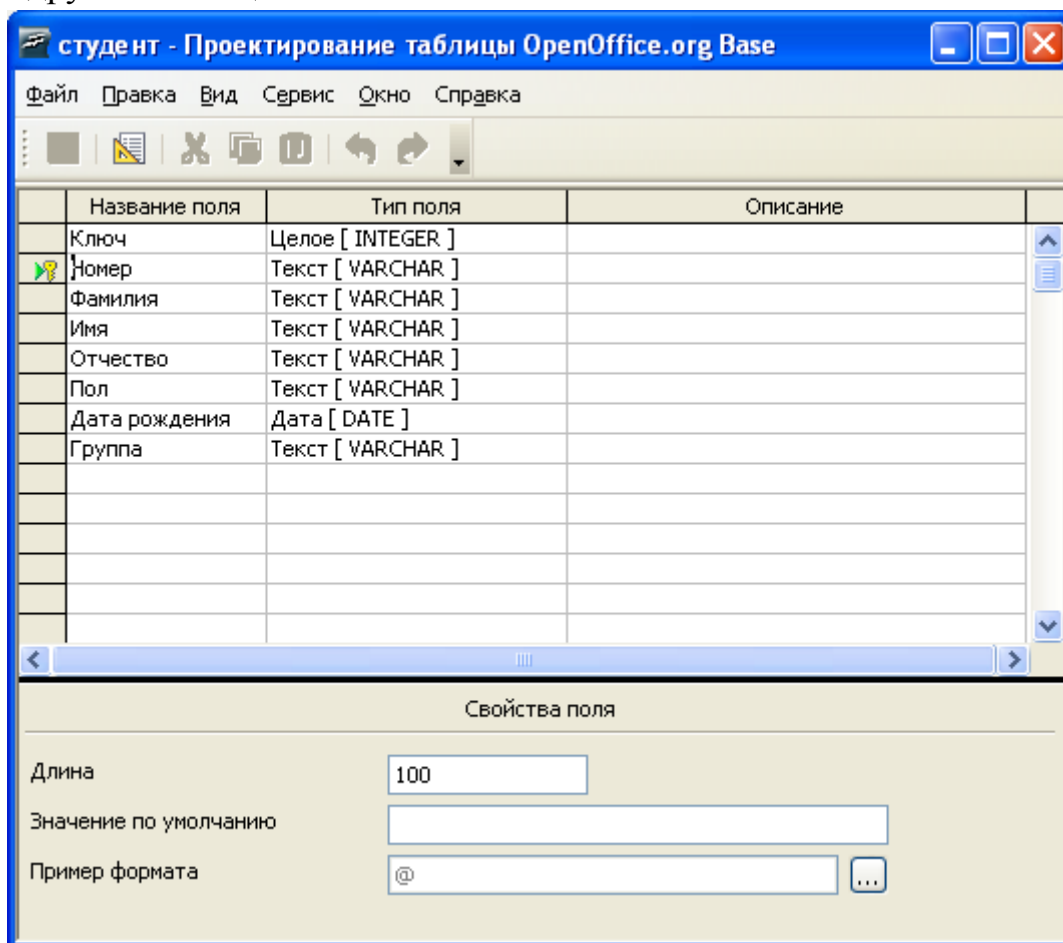 студент - Проектирование таблицы OpenOffice.org Base
Файл Правка Вид Сервис Окно Справка
Название поля Тип поля Описание
Ключ Целое [ INTEGER ]
Номер Текст [ VARCHAR ]
Фамилия Текст [ VARCHAR ]
Имя Текст [ VARCHAR ]
Отчество Текст [ VARCHAR ]
Пол Текст [ VARCHAR ]
Дата рождения Дата [ DATE ]
Группа Текст [ VARCHAR ]
Свойства поля
Длина 100
Значение по умолчанию
Пример формата @ ...